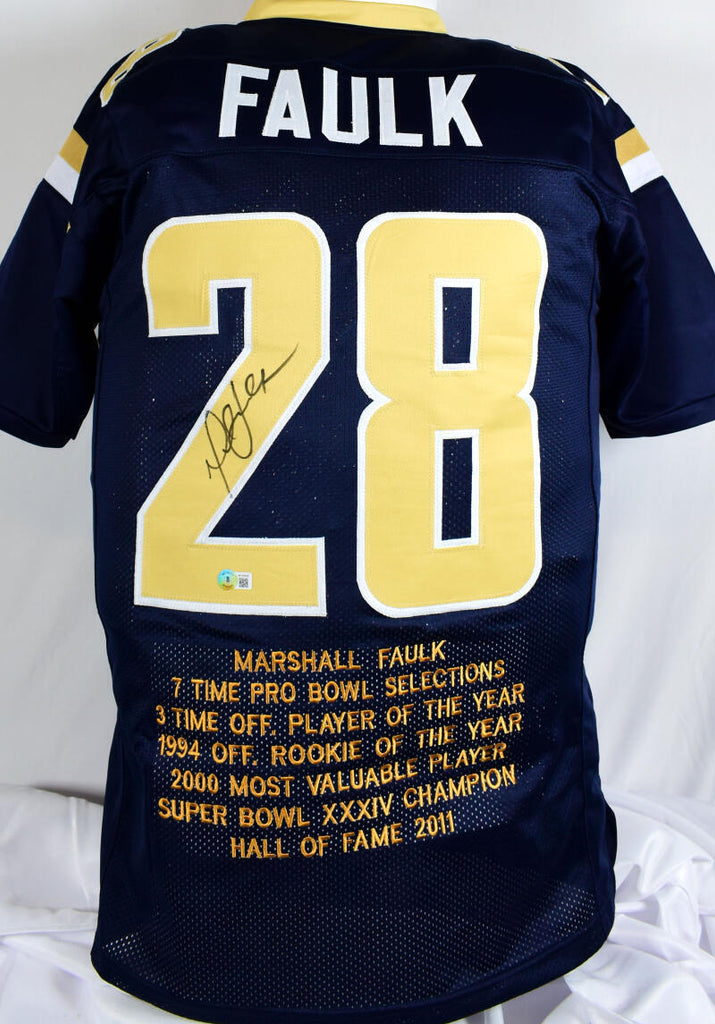 FAULK
28
MARSHALL FAULK
7 TIME PRO BOWL SELECTIONS
3 TIME OFF. PLAYER OF THE YEAR
1994 OFF. ROOKIE OF THE YEAR
2000 MOST VALUABLE PLAYER
SUPER BOWL XXXIV CHAMPION
HALL OF FAME 2011